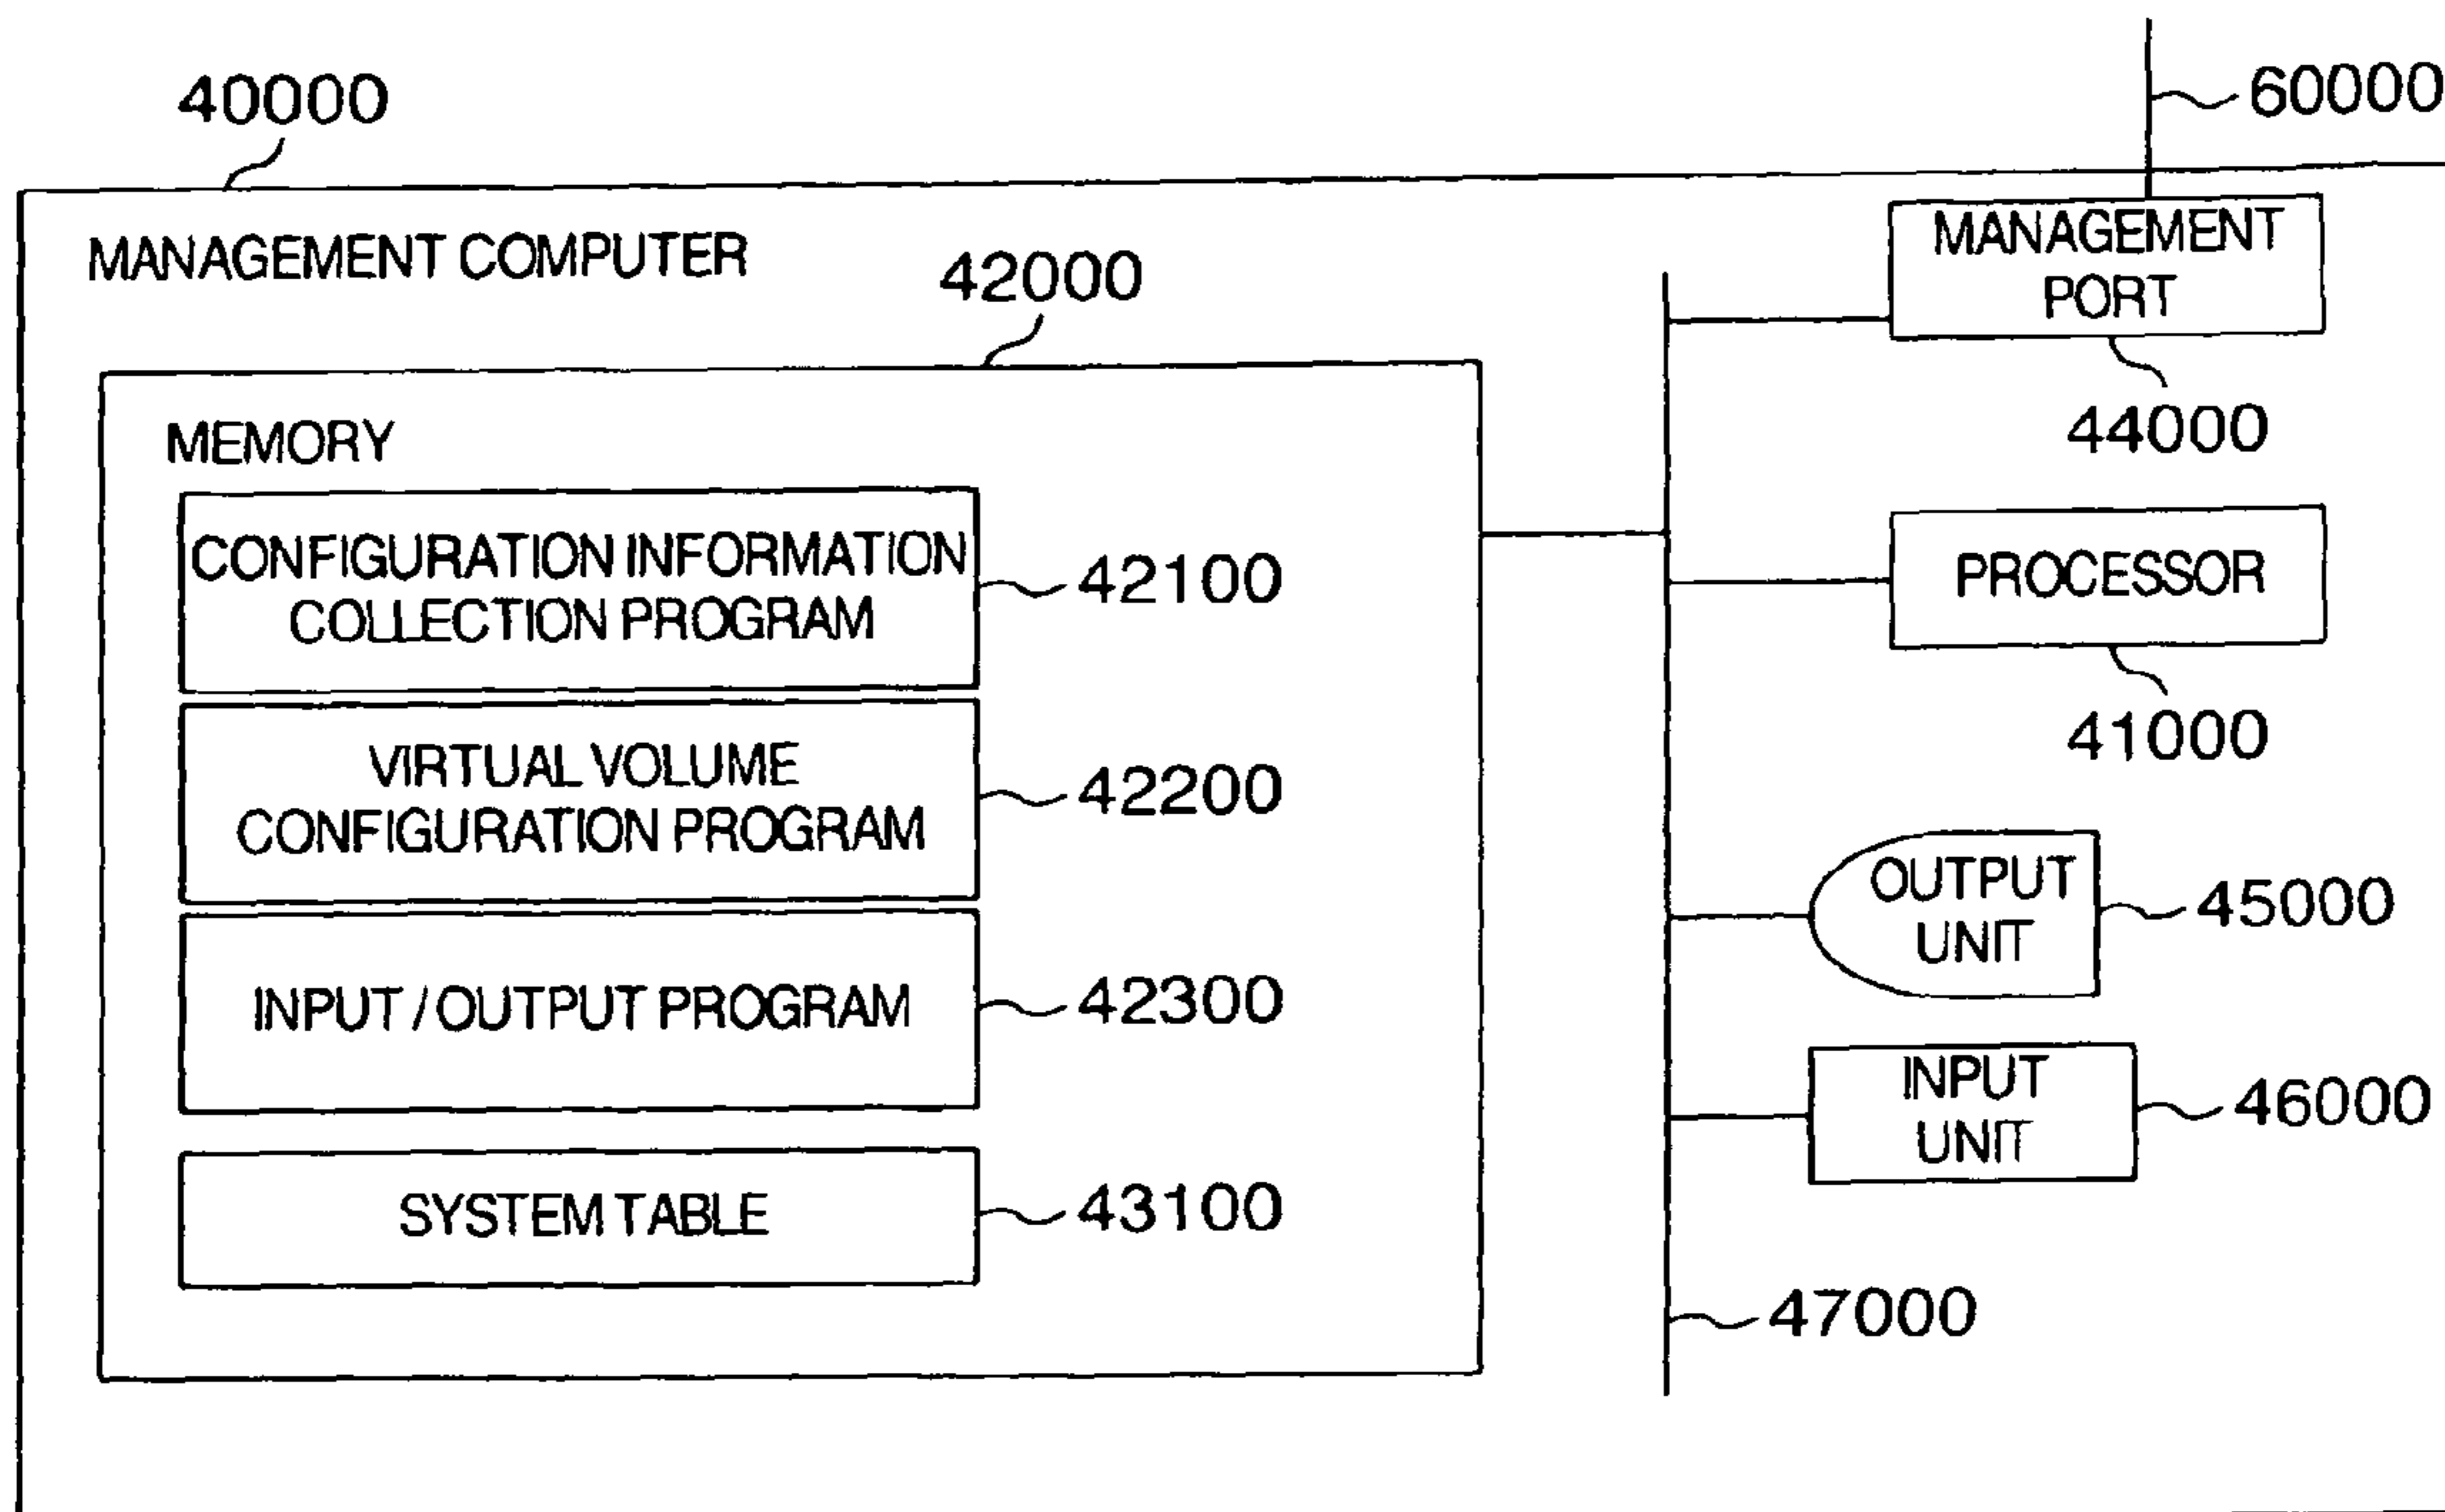 40000
60000
MANAGEMENT COMPUTER
42000
MANAGEMENT
PORT
44000
MEMORY
CONFIGURATION INFORMATION
COLLECTION PROGRAM
42100
PROCESSOR
41000
VIRTUAL VOLUME
CONFIGURATION PROGRAM
42200
OUTPUT
UNIT
45000
INPUT/OUTPUT PROGRAM
42300
INPUT
UNIT
46000
SYSTEM TABLE
43100
47000